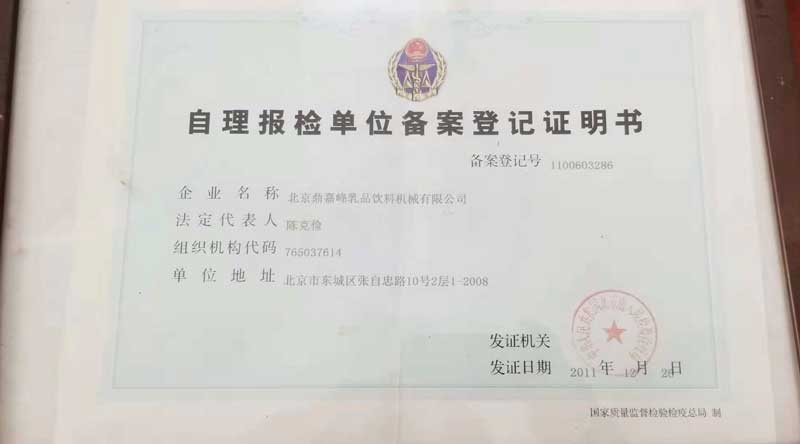 自理报检单位备案登记证明书
备案登记号 1100603286
企业名称 北京鼎嘉峰乳品饮料机械有限公司
法定代表人 陈克俭
组织机构代码 765037614
单位地址 北京市东城区张自忠路10号2层1-2008
发证机关
发证日期 2011 年 12 月 26 日
国家质量监督检验检疫总局 制